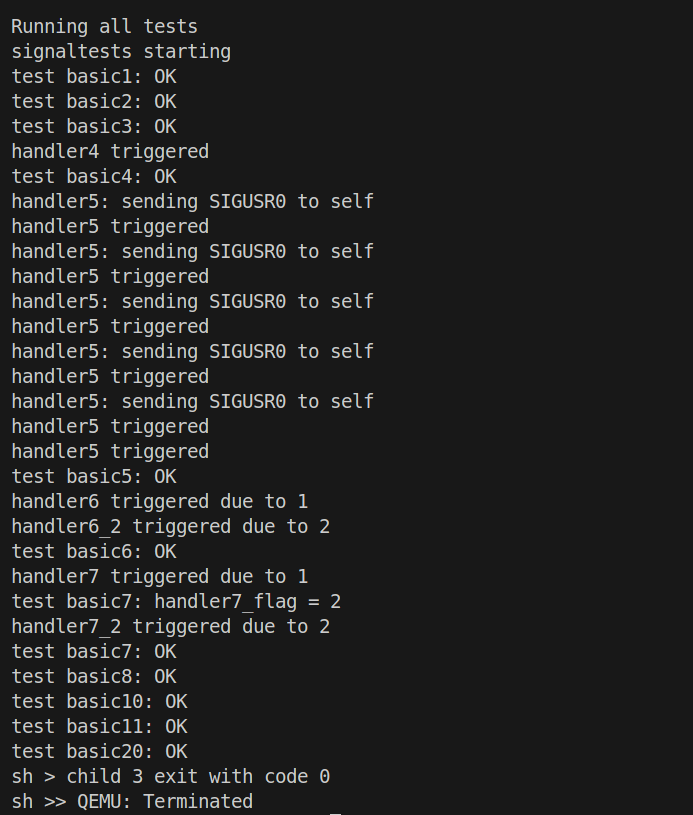 Running all tests
signaltests starting
test basic1: OK
test basic2: OK
test basic3: OK
handler4 triggered
test basic4: OK
handler5: sending SIGUSR0 to self
handler5 triggered
handler5: sending SIGUSR0 to self
handler5 triggered
handler5: sending SIGUSR0 to self
handler5 triggered
handler5: sending SIGUSR0 to self
handler5 triggered
handler5: sending SIGUSR0 to self
handler5 triggered
handler5 triggered
test basic5: OK
handler6 triggered due to 1
handler6_2 triggered due to 2
test basic6: OK
handler7 triggered due to 1
test basic7: handler7_flag = 2
handler7_2 triggered due to 2
test basic7: OK
test basic8: OK
test basic10: OK
test basic11: OK
test basic20: OK
sh > child 3 exit with code 0
sh >> QEMU: Terminated